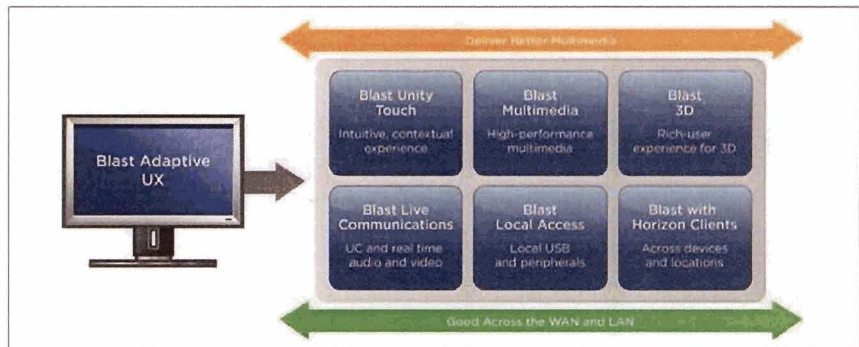 Deliver Better Multimedia
Blast Adaptive
UX
Blast Unity
Touch
Intuitive, contextual
experience
Blast
Multimedia
High-performance
multimedia
Blast
3D
Rich-user
experience for 3D
Blast Live
Communications
UC and real time
audio and video
Blast
Local Access
Local USB
and peripherals
Blast with
Horizon Clients
Across devices
and locations
Good Across the WAN and LAN